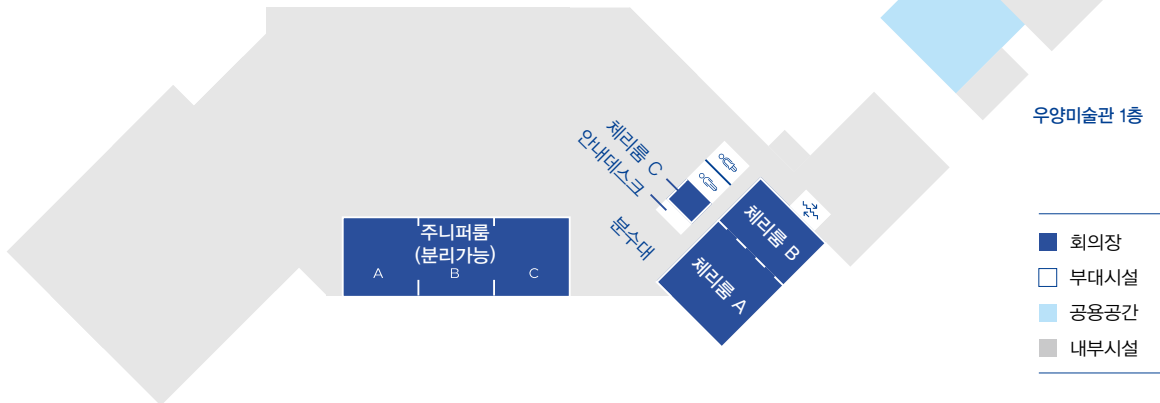 우양미술관 1층
체리룸 C
안내데스크
분수대
체리룸 B
체리룸 A
주니퍼룸
(분리가능)
A B C
회의장
부대시설
공용공간
내부시설